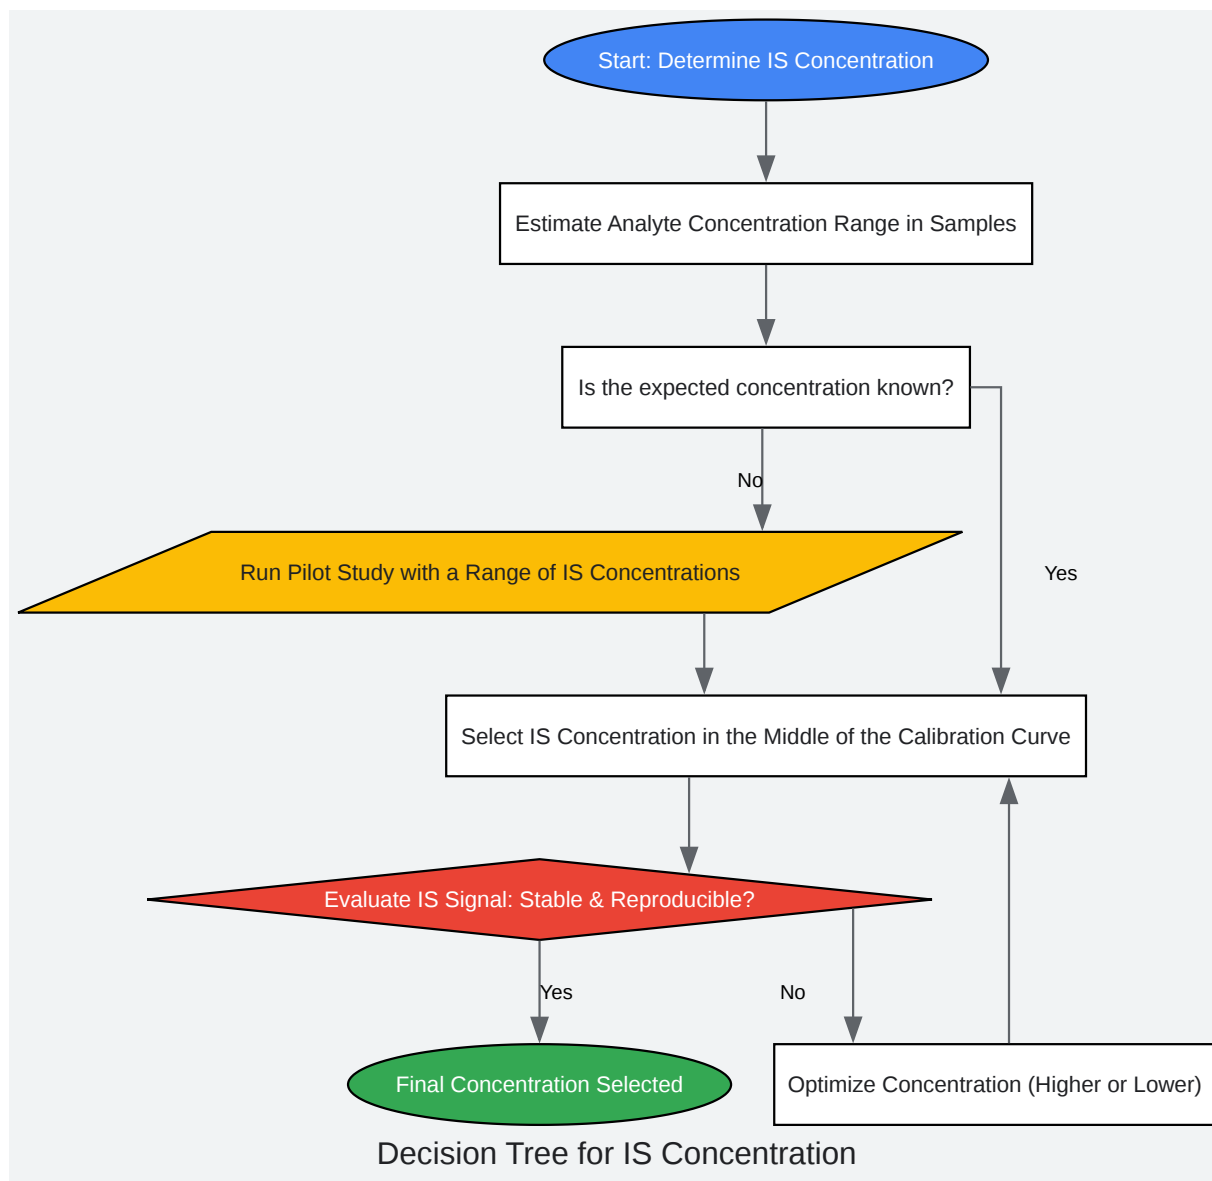 Start: Determine IS Concentration
Estimate Analyte Concentration Range in Samples
Is the expected concentration known?
No
Run Pilot Study with a Range of IS Concentrations
Yes
Select IS Concentration in the Middle of the Calibration Curve
Evaluate IS Signal: Stable & Reproducible?
Yes
No
Final Concentration Selected
Optimize Concentration (Higher or Lower)
Decision Tree for IS Concentration